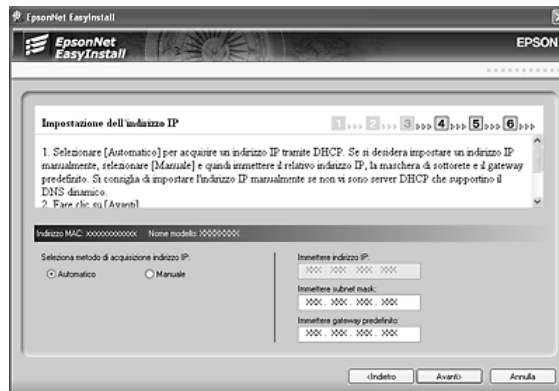 EpsonNet EasyInstall
EpsonNet
EasyInstall
EPSON
Impostazione dell'indirizzo IP
1 2 3 4 5 6
1. Selezionare [Automatico] per acquisire un indirizzo IP tramite DHCP. Se si desidera impostare un indirizzo IP
manualmente, selezionare [Manuale] e quindi immettere il relativo indirizzo IP, la maschera di sottorete e il gateway
predefinito. Si consiglia di impostare l'indirizzo IP manualmente se non vi sono server DHCP che supportino il
DNS dinamico.
2. Fare clic su [Avanti]
Indirizzo MAC: xxxxxxxxxxxx Nome modello: XXXXXXXX
Seleziona metodo di acquisizione indirizzo IP:
Automatico Manuale
Immettere indirizzo IP:
XXX . XXX . XXX . XXX
Immettere subnet mask:
XXX . XXX . XXX . XXX
Immettere gateway predefinito:
XXX . XXX . XXX . XXX
<Indietro Avanti> Annulla